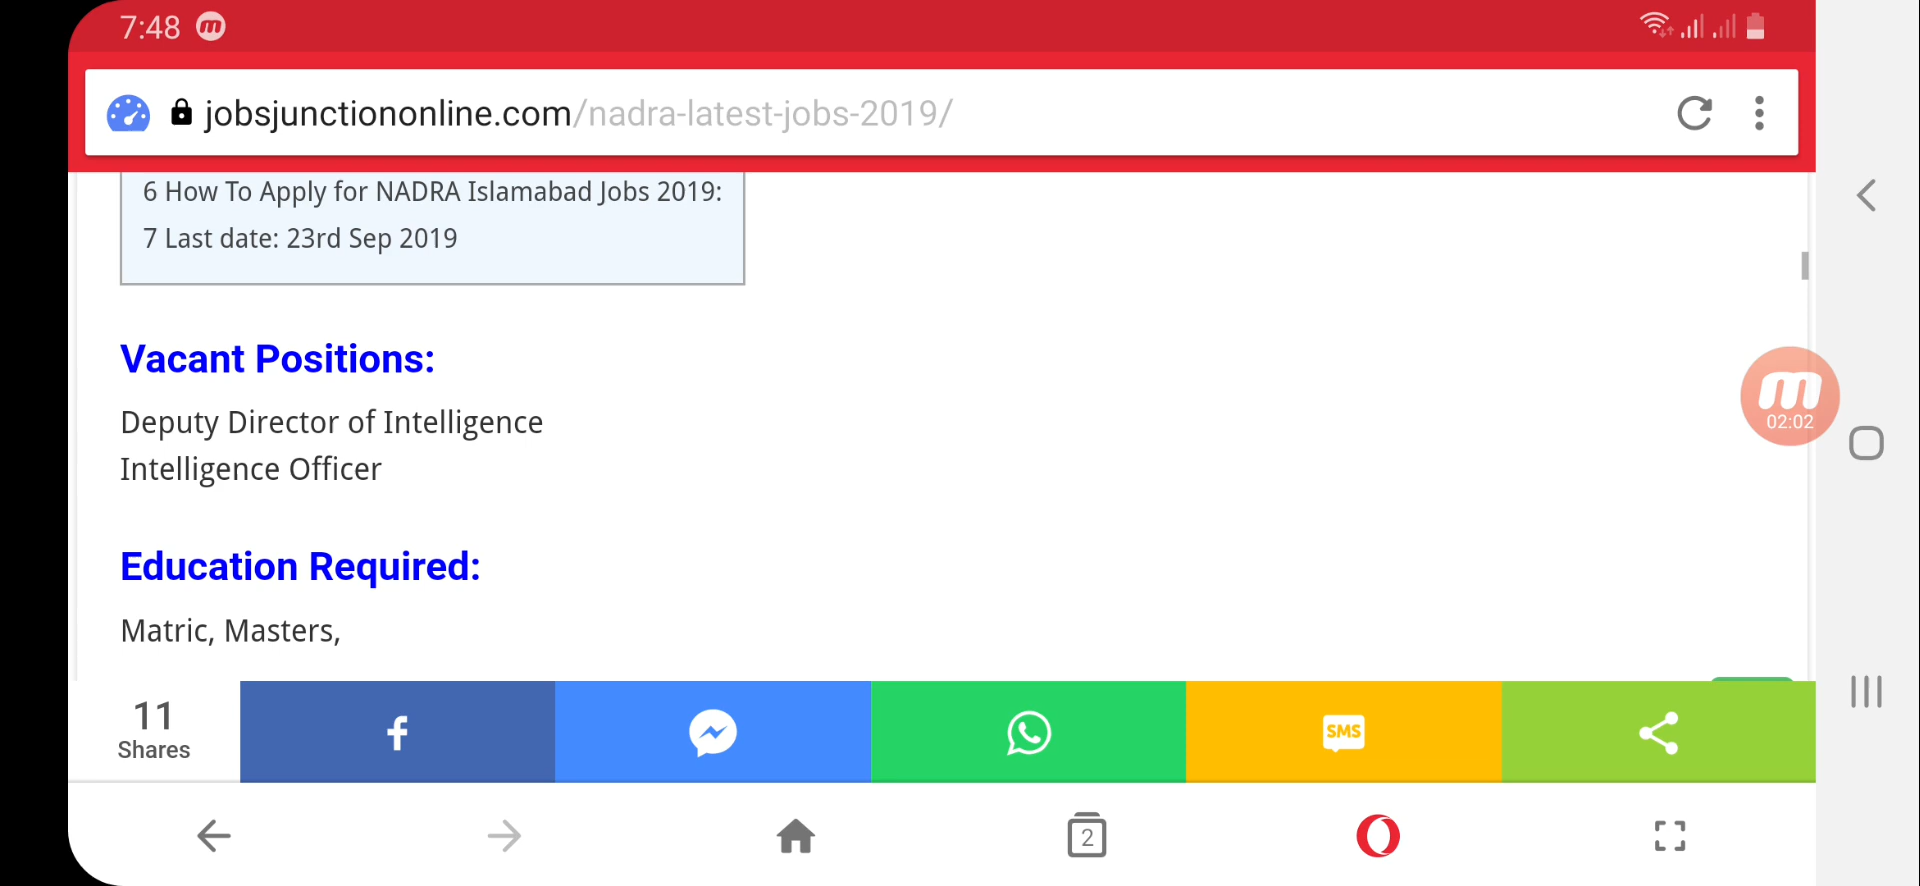 7:48
jobsjunctiononline.com/nadra-latest-jobs-2019/
6 How To Apply for NADRA Islamabad Jobs 2019:
7 Last date: 23rd Sep 2019
Vacant Positions:
Deputy Director of Intelligence
Intelligence Officer
02:02
Education Required:
Matric, Masters,
11
Shares
SMS
2